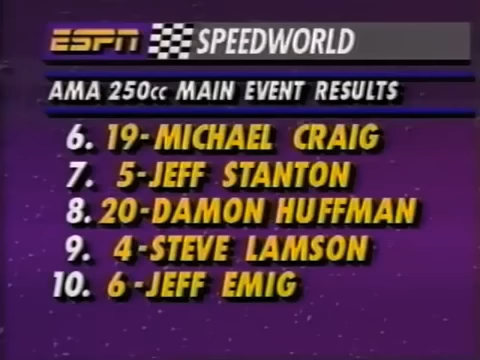 ESPN SPEEDWORLD
AMA 250cc MAIN EVENT RESULTS
6. 19-MICHAEL CRAIG
7. 5-JEFF STANTON
8. 20-DAMON HUFFMAN
9. 4-STEVE LAMSON
10. 6-JEFF EMIG